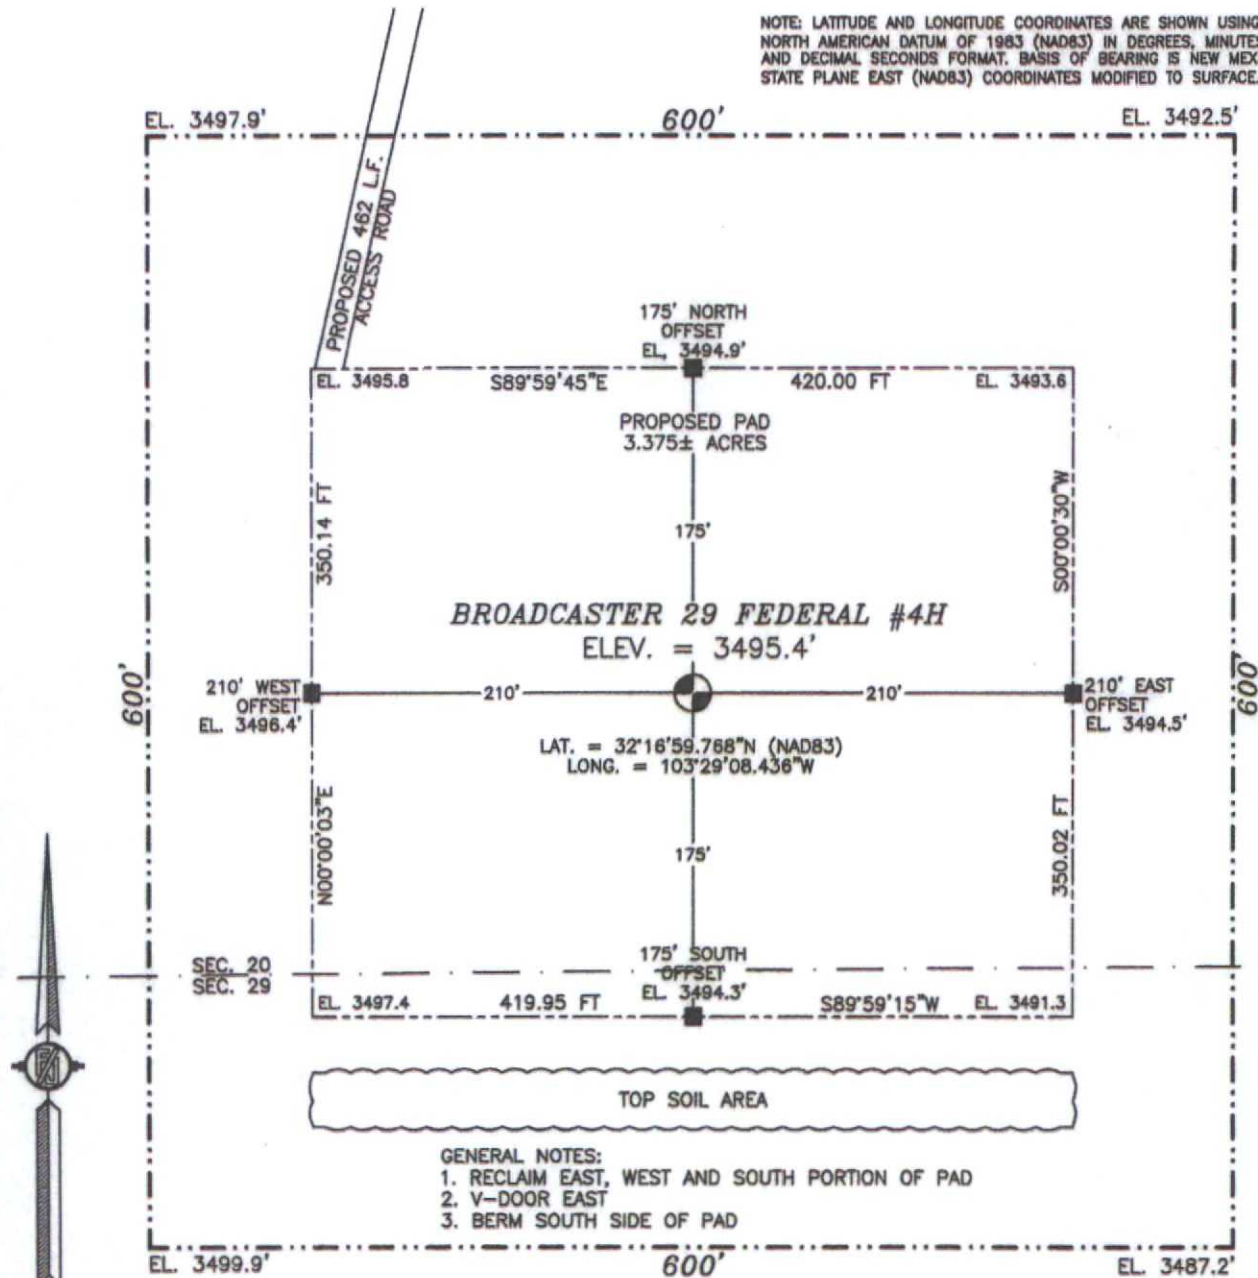 NOTE: LATITUDE AND LONGITUDE COORDINATES ARE SHOWN USING
NORTH AMERICAN DATUM OF 1983 (NAD83) IN DEGREES, MINUTES
AND DECIMAL SECONDS FORMAT. BASIS OF BEARING IS NEW MEX
STATE PLANE EAST (NAD83) COORDINATES MODIFIED TO SURFACE.
EL. 3497.9'
600'
EL. 3492.5'
PROPOSED 462 L.F.
ACCESS ROAD
175' NORTH
OFFSET
EL, 3494.9'
EL. 3495.8
S89°59'45"E
420.00 FT
EL. 3493.6
PROPOSED PAD
3.375± ACRES
350.14 FT
175'
S00°00'30"W
BROADCASTER 29 FEDERAL #4H
ELEV. = 3495.4'
600'
210' WEST
OFFSET
EL. 3496.4'
210'
210'
210' EAST
OFFSET
EL. 3494.5'
600'
LAT. = 32°16'59.768"N (NAD83)
LONG. = 103°29'08.436"W
N00°00'03"E
175'
350.02 FT
SEC. 20
SEC. 29
175' SOUTH
OFFSET
EL. 3494.3'
EL. 3497.4
419.95 FT
S89°59'15"W
EL. 3491.3
TOP SOIL AREA
GENERAL NOTES:
1. RECLAIM EAST, WEST AND SOUTH PORTION OF PAD
2. V-DOOR EAST
3. BERM SOUTH SIDE OF PAD
EL. 3499.9'
600'
EL. 3487.2'